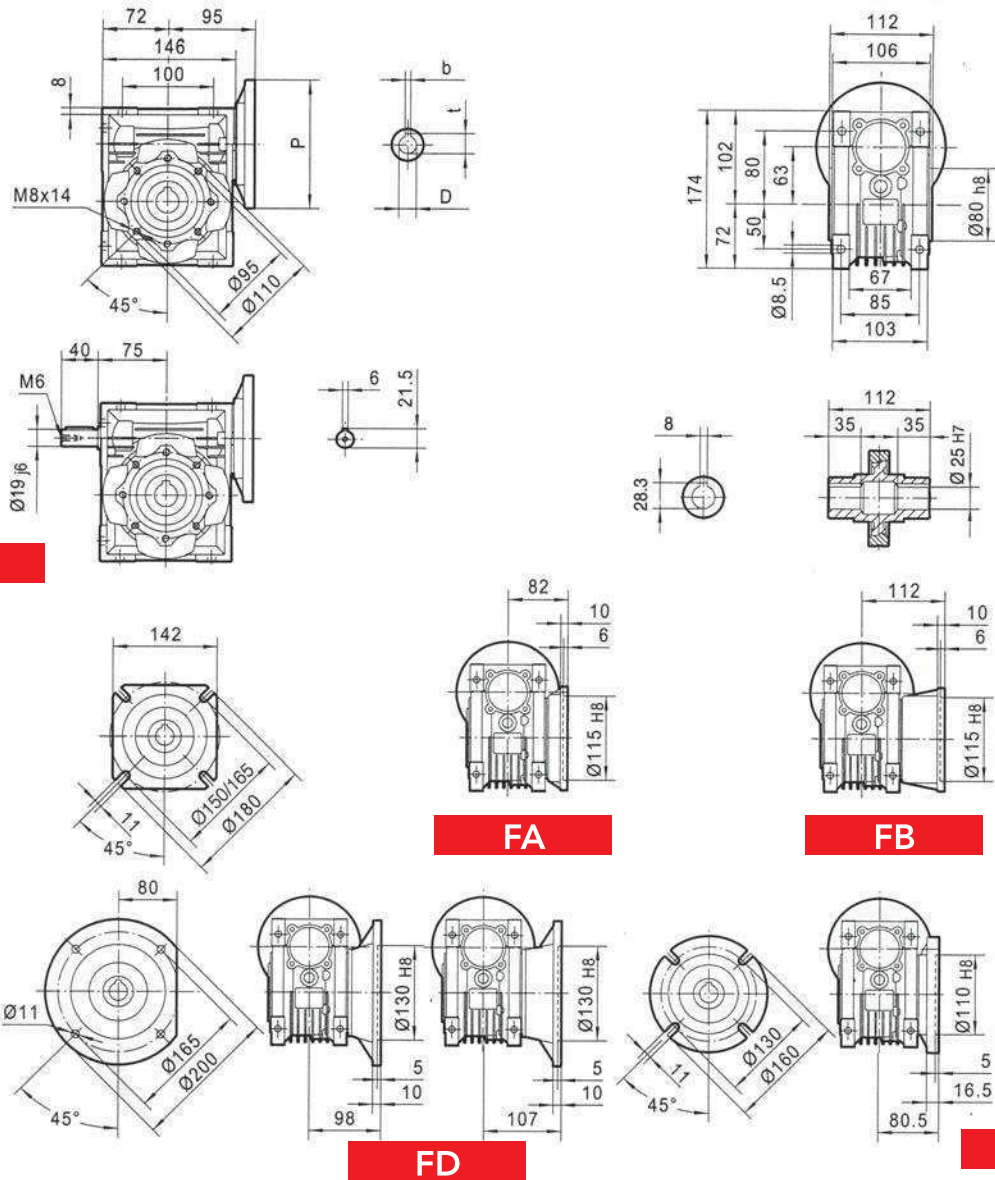 72 95
146
100
8
P
M8x14
Ø95
Ø110
45°
b
t
D
112
106
174
102
80
63
72
50
Ø80 h8
Ø8.5
67
85
103
40 75
M6
Ø19 j6
6
21.5
8
28.3
112
35 35
Ø 25 H7
142
Ø150/165
Ø180
11
45°
82
10
6
Ø115 H8
FA
112
10
6
Ø115 H8
FB
80
Ø11
Ø165
Ø200
45°
Ø130 H8
5
10
98
Ø130 H8
5
10
107
FD
Ø130
Ø160
11
45°
Ø110 H8
5
16.5
80.5